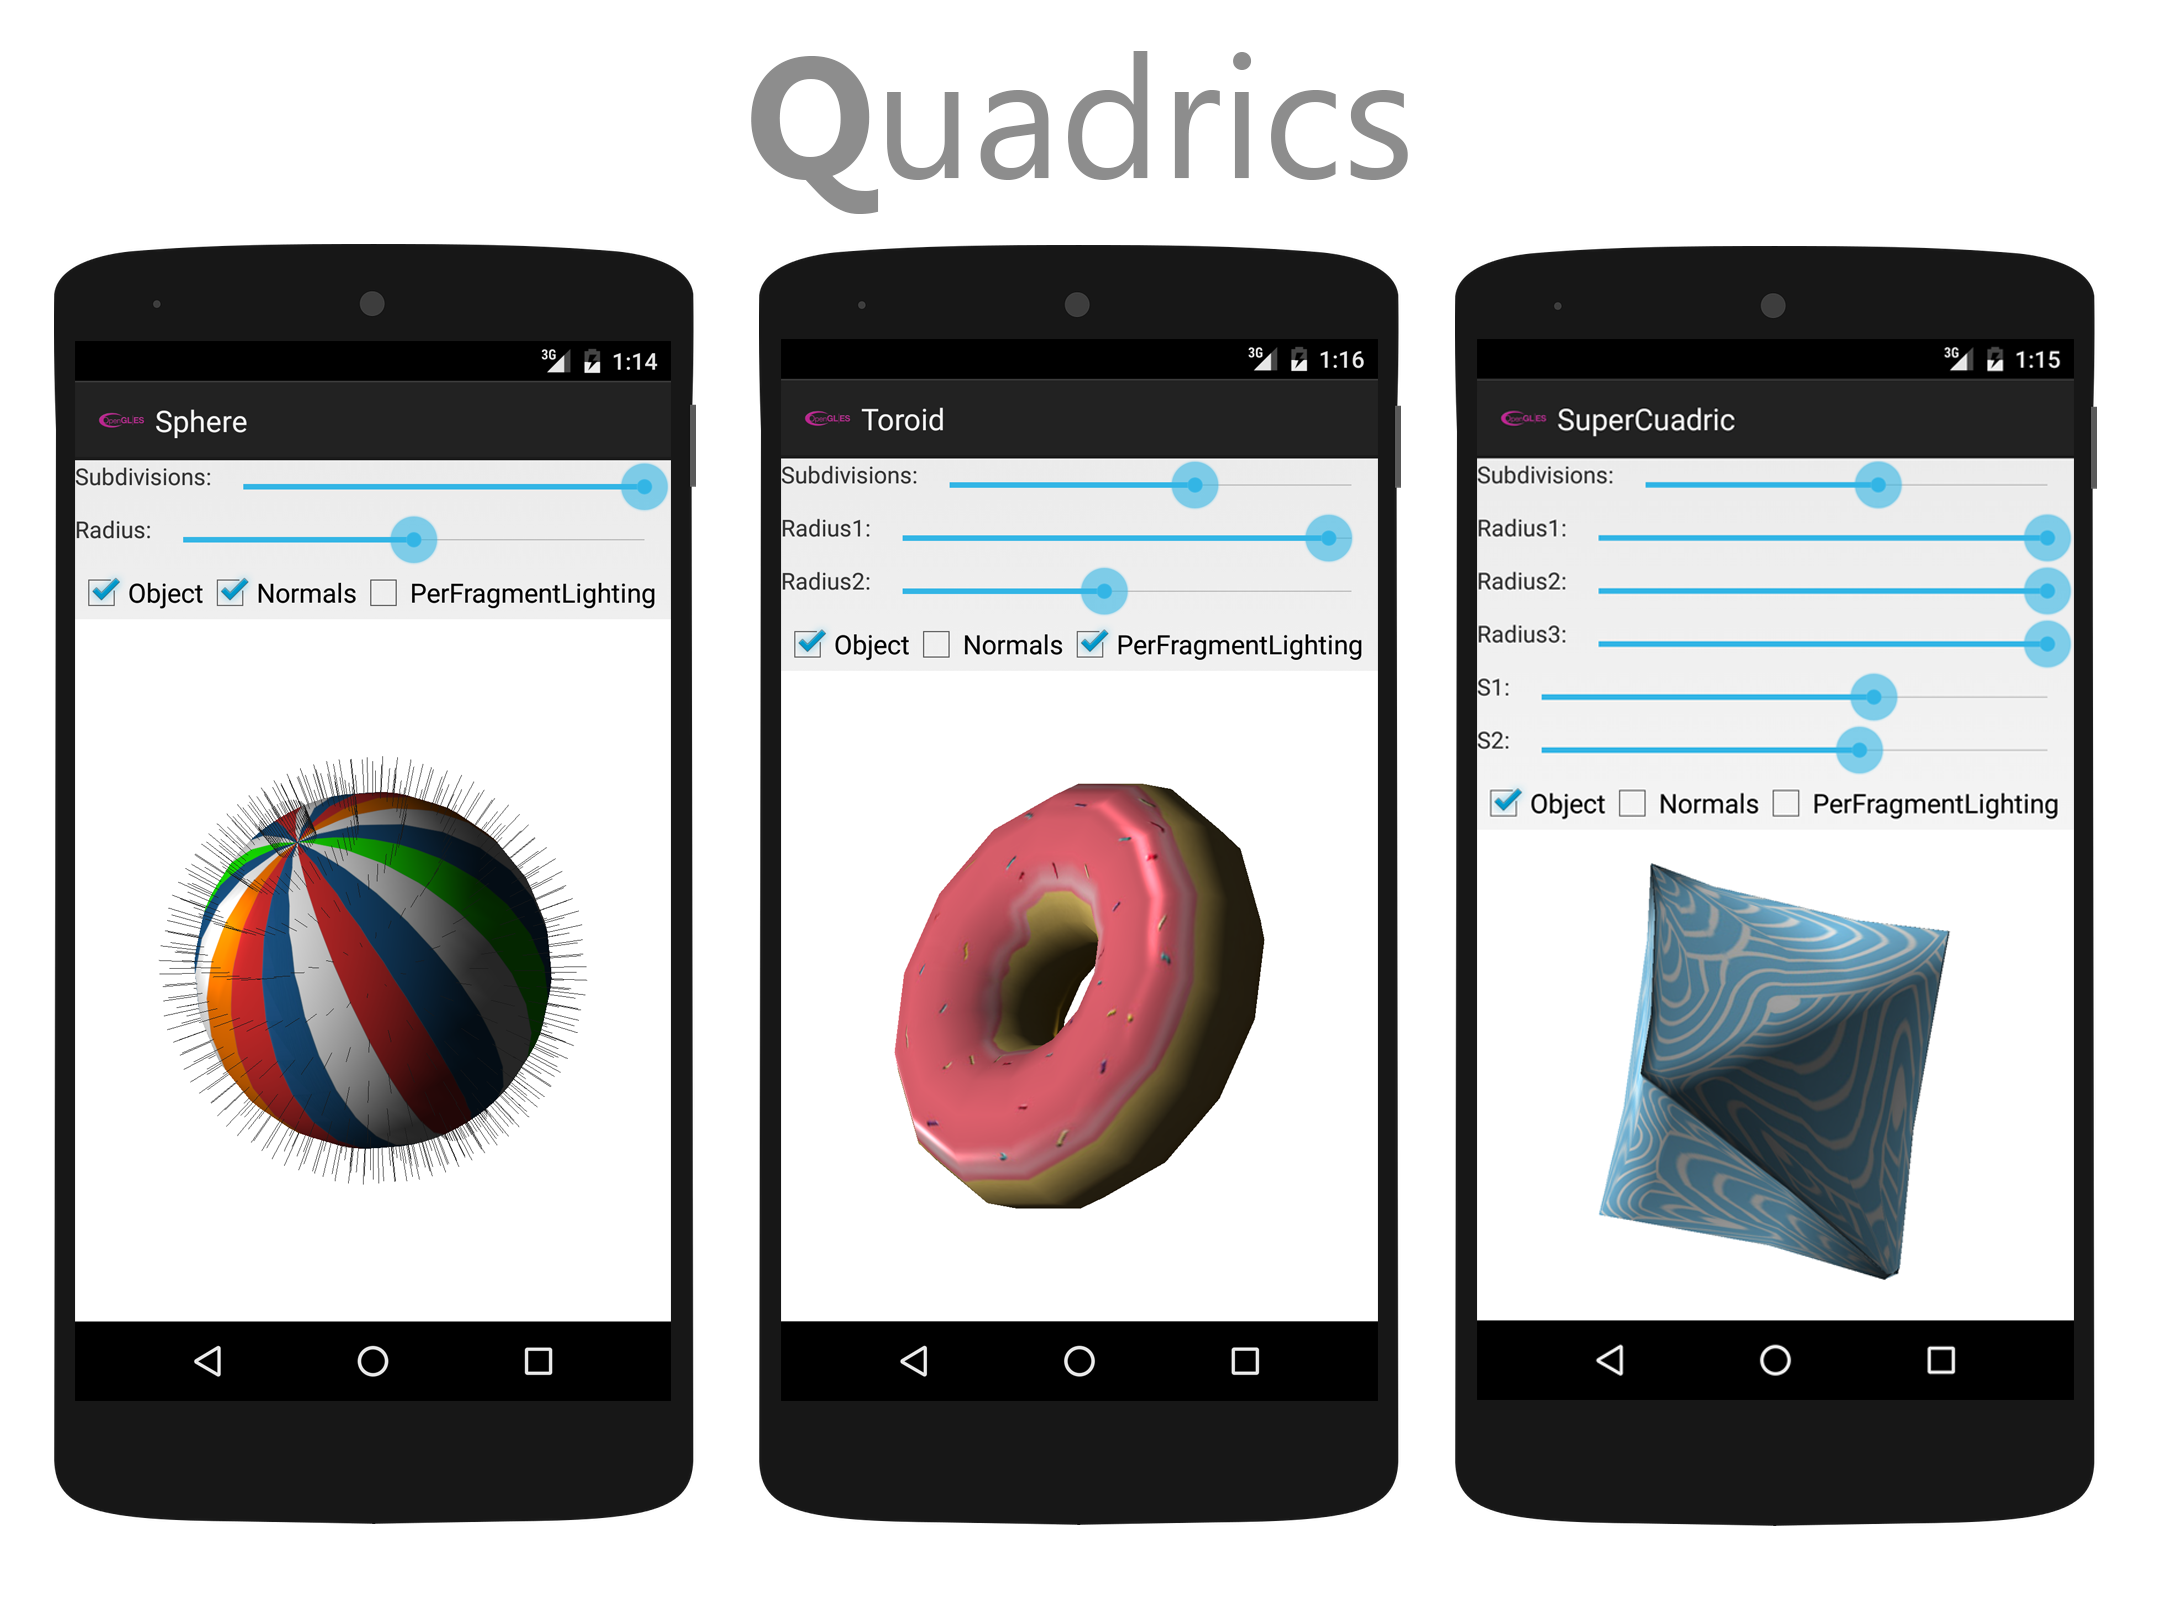 Quadrics
3G 1:14
OpenGL|ES Sphere
Subdivisions:
Radius:
Object Normals PerFragmentLighting
3G 1:16
OpenGL|ES Toroid
Subdivisions:
Radius1:
Radius2:
Object Normals PerFragmentLighting
3G 1:15
OpenGL|ES SuperCuadric
Subdivisions:
Radius1:
Radius2:
Radius3:
S1:
S2:
Object Normals PerFragmentLighting